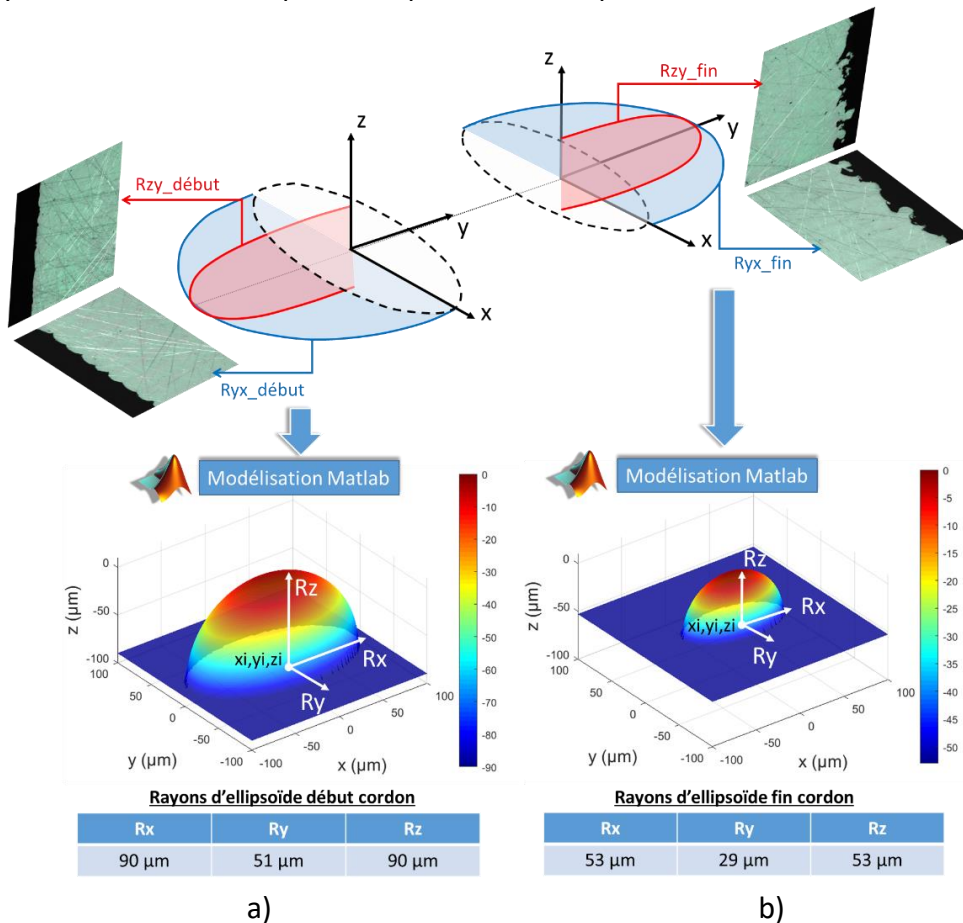 z
Rzy_fin
z
y
Rzy_début
y
x
Ryx_fin
x
Ryx_début
Modélisation Matlab
Modélisation Matlab
0
-10
-20
-30
-40
-50
-60
-70
-80
-90
0
-5
-10
-15
-20
-25
-30
-35
-40
-45
-50
z (µm)
0
-50
-100
Rz
xi,yi,zi
Rx
Ry
100
50
0
-50
-100
y (µm)
-100
-50
0
50
100
x (µm)
z (µm)
0
-50
-100
Rz
xi,yi,zi
Rx
Ry
100
50
0
-50
-100
y (µm)
-100
-50
0
50
100
x (µm)
Rayons d'ellipsoïde début cordon
Rx Ry Rz
90 µm 51 µm 90 µm
Rayons d'ellipsoïde fin cordon
Rx Ry Rz
53 µm 29 µm 53 µm
a)
b)